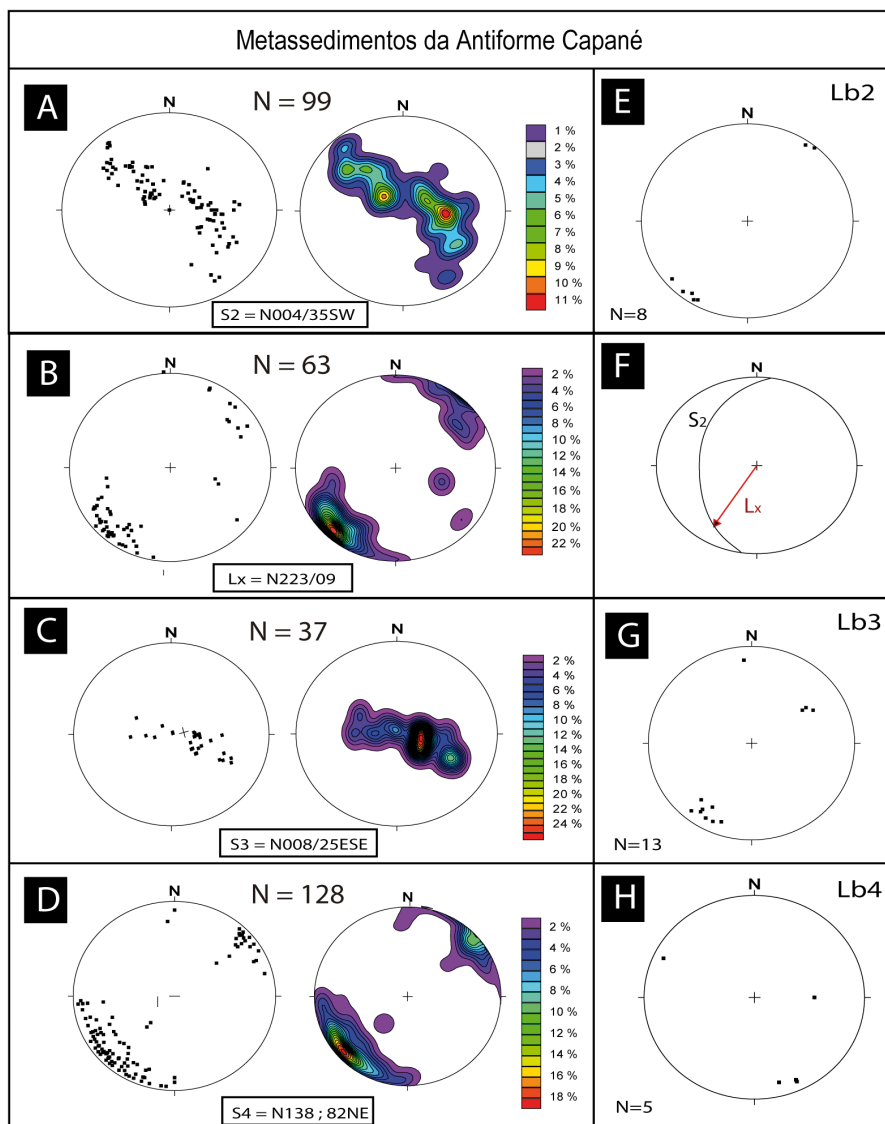 Metassedimentos da Antiforme Capané
A
N = 99
N
N
1 %
2 %
3 %
4 %
5 %
6 %
7 %
8 %
9 %
10 %
11 %
S2 = N004/35SW
E
Lb2
N
N=8
B
N = 63
N
N
2 %
4 %
6 %
8 %
10 %
12 %
14 %
16 %
18 %
20 %
22 %
Lx = N223/09
F
N
S2
Lx
C
N = 37
N
N
2 %
4 %
6 %
8 %
10 %
12 %
14 %
16 %
18 %
20 %
22 %
24 %
S3 = N008/25ESE
G
Lb3
N
N=13
D
N = 128
N
N
2 %
4 %
6 %
8 %
10 %
12 %
14 %
16 %
18 %
S4 = N138 ; 82NE
H
Lb4
N
N=5